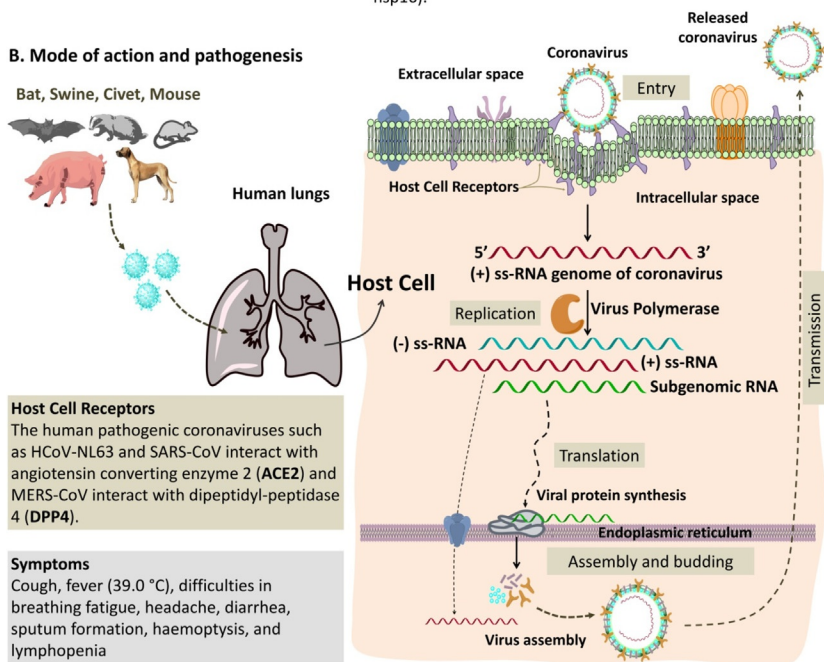 nsp16).
B. Mode of action and pathogenesis
Bat, Swine, Civet, Mouse
Human lungs
Host Cell
Host Cell Receptors
The human pathogenic coronaviruses such
as HCoV-NL63 and SARS-CoV interact with
angiotensin converting enzyme 2 (ACE2) and
MERS-CoV interact with dipeptidyl-peptidase
4 (DPP4).
Symptoms
Cough, fever (39.0 °C), difficulties in
breathing fatigue, headache, diarrhea,
sputum formation, haemoptysis, and
lymphopenia
Released
coronavirus
Coronavirus
Extracellular space
Entry
Host Cell Receptors
Intracellular space
5’ 3’
(+) ss-RNA genome of coronavirus
Replication
Virus Polymerase
(-) ss-RNA
(+) ss-RNA
Subgenomic RNA
Translation
Viral protein synthesis
Endoplasmic reticulum
Assembly and budding
Virus assembly
Transmission